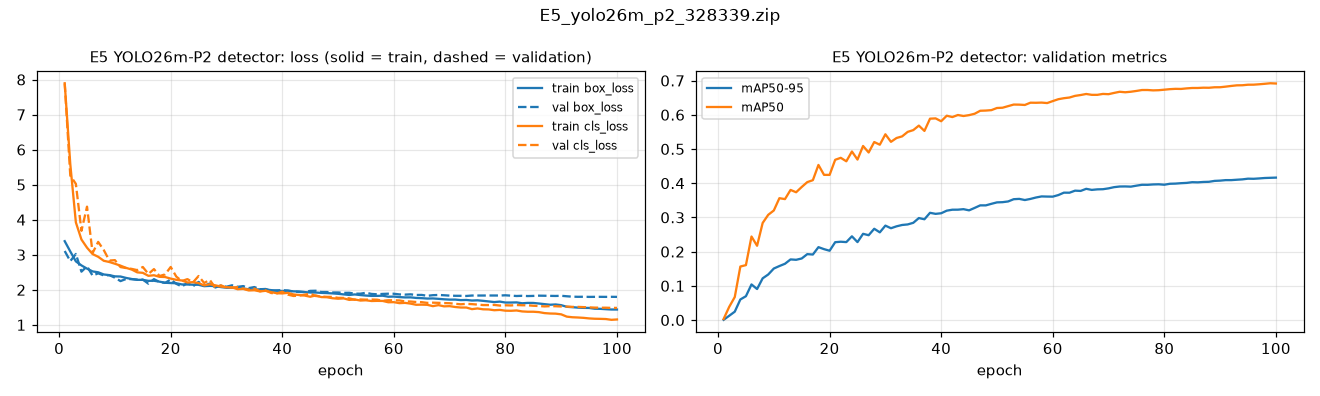 E5_yolo26m_p2_328339.zip
E5 YOLO26m-P2 detector: loss (solid = train, dashed = validation)
8
7
6
5
4
3
2
1
0
20
40
60
80
100
epoch
train box_loss
val box_loss
train cls_loss
val cls_loss
E5 YOLO26m-P2 detector: validation metrics
0.7
0.6
0.5
0.4
0.3
0.2
0.1
0.0
0
20
40
60
80
100
epoch
mAP50-95
mAP50